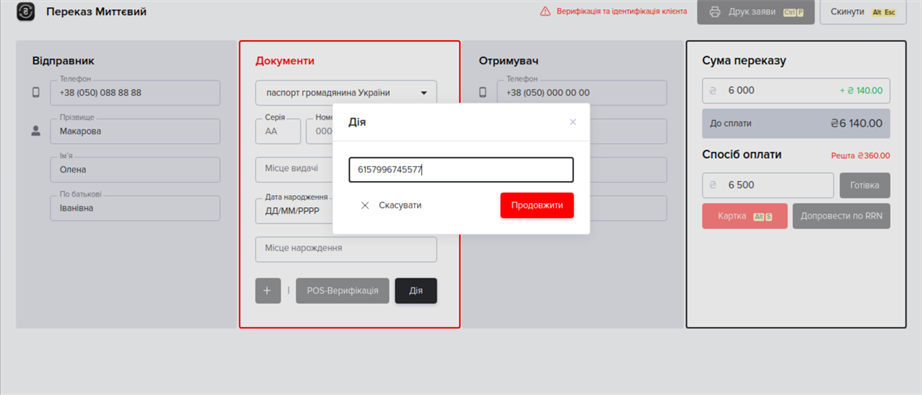 Переказ Миттєвий
Верифікація та ідентифікація клієнта
Друк заяви Ctrl P
Скинути Alt Esc
Відправник
Телефон
+38 (050) 088 88 88
Прізвище
Макарова
Ім'я
Олена
По батькові
Іванівна
Документи
паспорт громадянина України
Серія
АА
Номе
000
Місце видачі
Дата народження
ДД/ММ/РРРР
Місце нарождення
+ | POS-Верифікація Дія
Отримувач
Телефон
+38 (050) 000 00 00
Дія
6157996745577
Скасувати
Продовжити
Сума переказу
₴ 6 000 + ₴ 140.00
До сплати ₴6 140.00
Спосіб оплати Решта ₴360.00
₴ 6 500 Готівка
Картка Alt S
Допровести по RRN